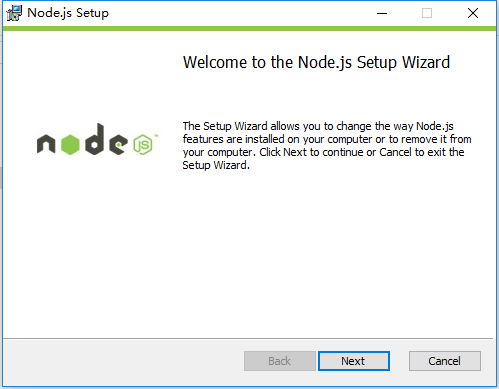 Node.js Setup
Welcome to the Node.js Setup Wizard
The Setup Wizard allows you to change the way Node.js
features are installed on your computer or to remove it from
your computer. Click Next to continue or Cancel to exit the
Setup Wizard.
node JS
Back Next Cancel